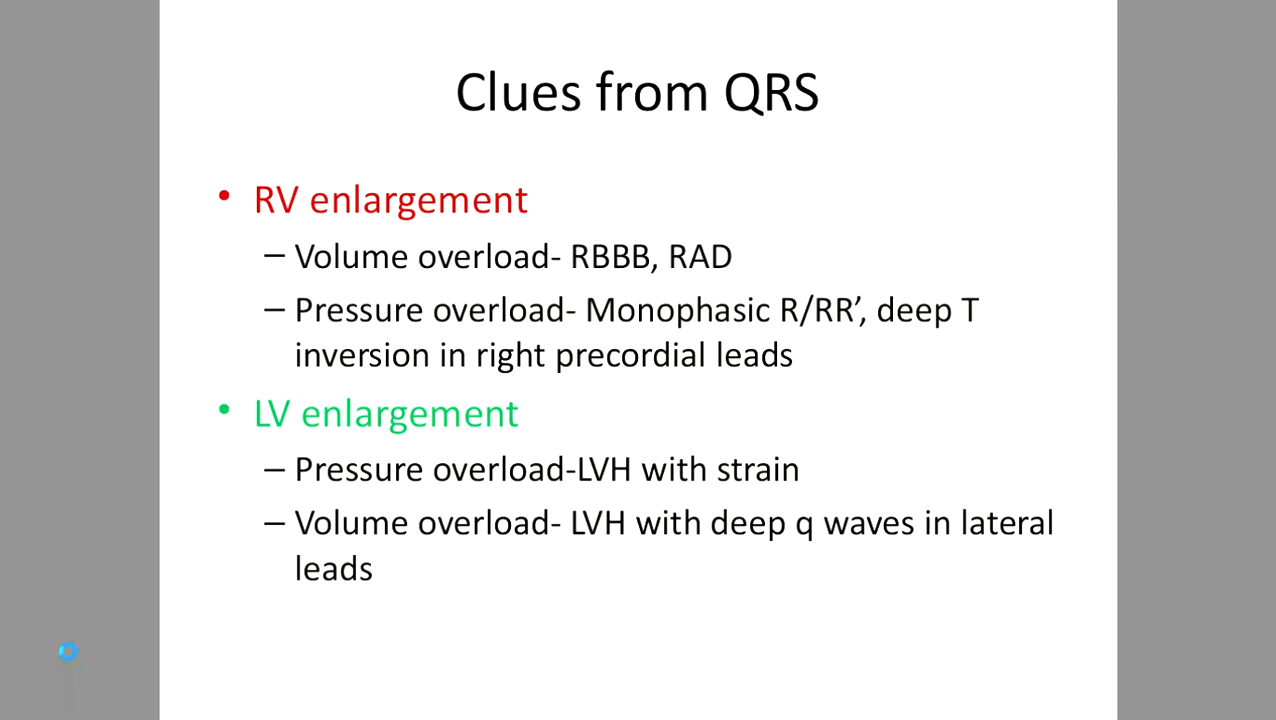 Clues from QRS
• RV enlargement
– Volume overload- RBBB, RAD
– Pressure overload- Monophasic R/RR’, deep T
inversion in right precordial leads
• LV enlargement
– Pressure overload-LVH with strain
– Volume overload- LVH with deep q waves in lateral
leads